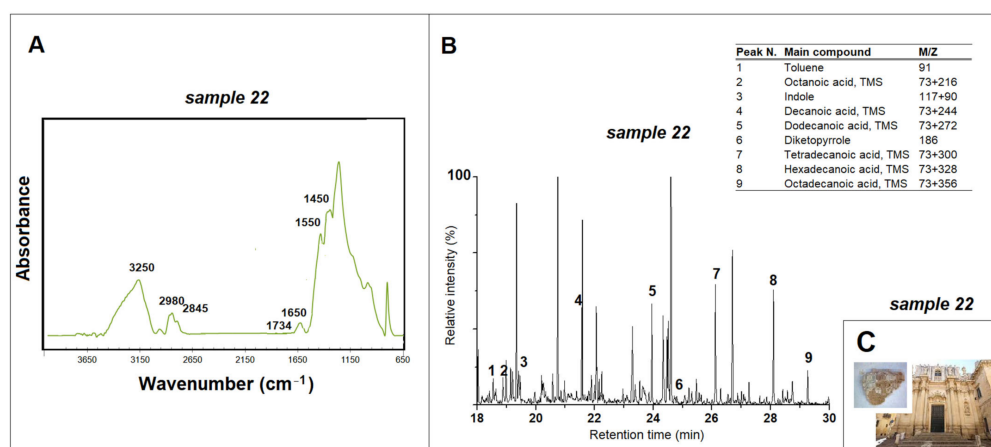 A
sample 22
Absorbance
3250
2980
2845
1734
1650
1550
1450
3650 3150 2650 2150 1650 1150 650
Wavenumber (cm⁻¹)
B
Peak N. Main compound M/Z
1 Toluene 91
2 Octanoic acid, TMS 73+216
3 Indole 117+90
4 Decanoic acid, TMS 73+244
5 Dodecanoic acid, TMS 73+272
6 Diketopyrrole 186
7 Tetradecanoic acid, TMS 73+300
8 Hexadecanoic acid, TMS 73+328
9 Octadecanoic acid, TMS 73+356
sample 22
100
Relative intensity (%)
1 2 3 4 5 6 7 8 9
18 20 22 24 26 28 30
Retention time (min)
sample 22
C